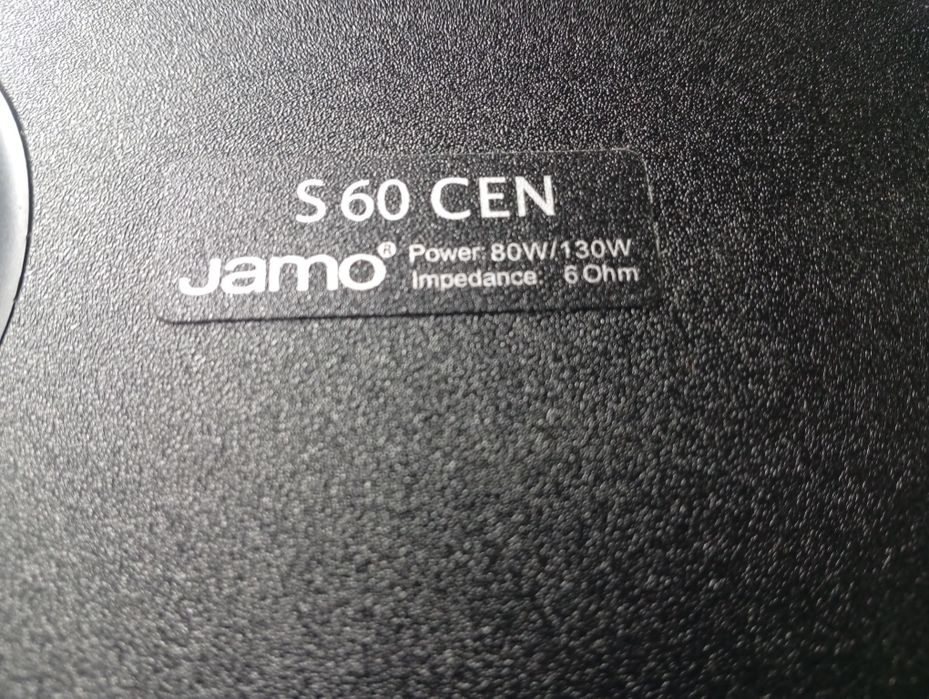 S 60 CEN
Jamo® Power: 80W/130W
Impedance: 6 Ohm